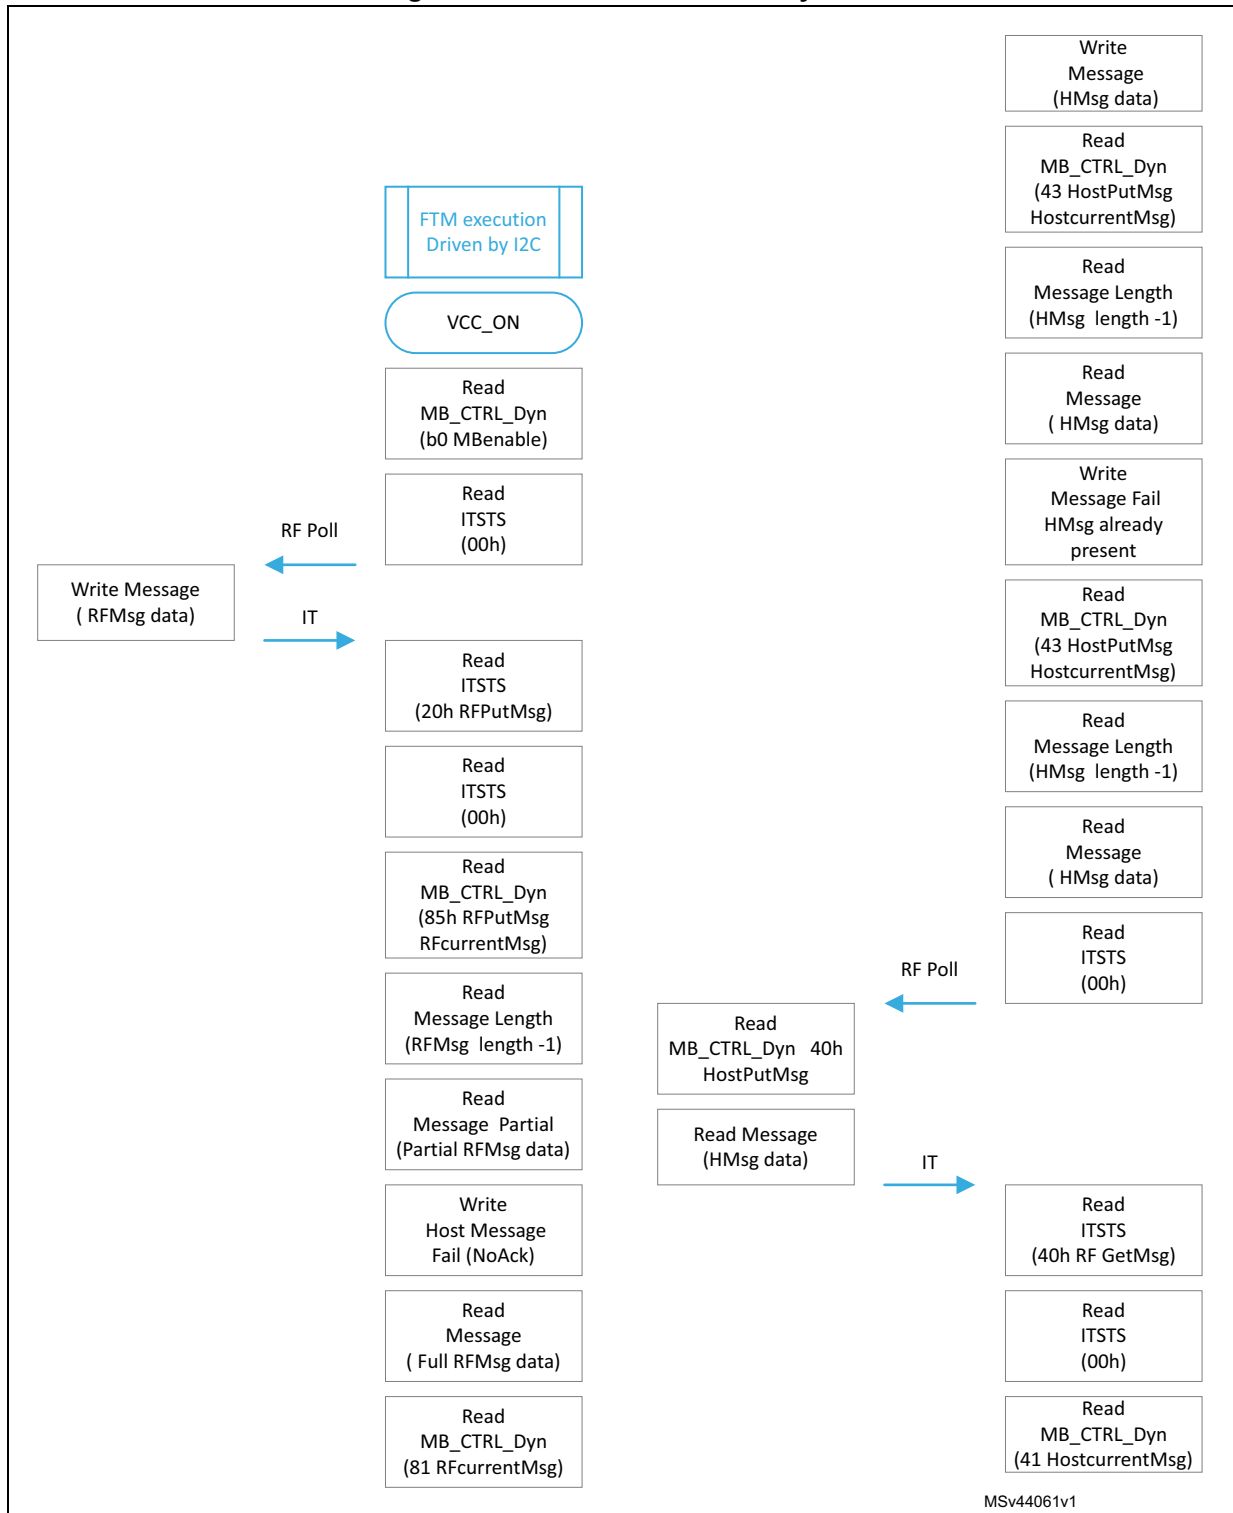 FTM execution
Driven by I2C
VCC_ON
Read
MB_CTRL_Dyn
(b0 MBenable)
Read
ITSTS
(00h)
RF Poll
Write Message
( RFMsg data)
IT
Read
ITSTS
(20h RFPutMsg)
Read
ITSTS
(00h)
Read
MB_CTRL_Dyn
(85h RFPutMsg
RFcurrentMsg)
Read
Message Length
(RFMsg length -1)
Read
Message Partial
(Partial RFMsg data)
Write
Host Message
Fail (NoAck)
Read
Message
( Full RFMsg data)
Read
MB_CTRL_Dyn
(81 RFcurrentMsg)
Write
Message
(HMsg data)
Read
MB_CTRL_Dyn
(43 HostPutMsg
HostcurrentMsg)
Read
Message Length
(HMsg length -1)
Read
Message
( HMsg data)
Write
Message Fail
HMsg already
present
Read
MB_CTRL_Dyn
(43 HostPutMsg
HostcurrentMsg)
Read
Message Length
(HMsg length -1)
Read
Message
( HMsg data)
Read
ITSTS
(00h)
RF Poll
Read
MB_CTRL_Dyn 40h
HostPutMsg
Read Message
(HMsg data)
IT
Read
ITSTS
(40h RF GetMsg)
Read
ITSTS
(00h)
Read
MB_CTRL_Dyn
(41 HostcurrentMsg)
MSv44061v1